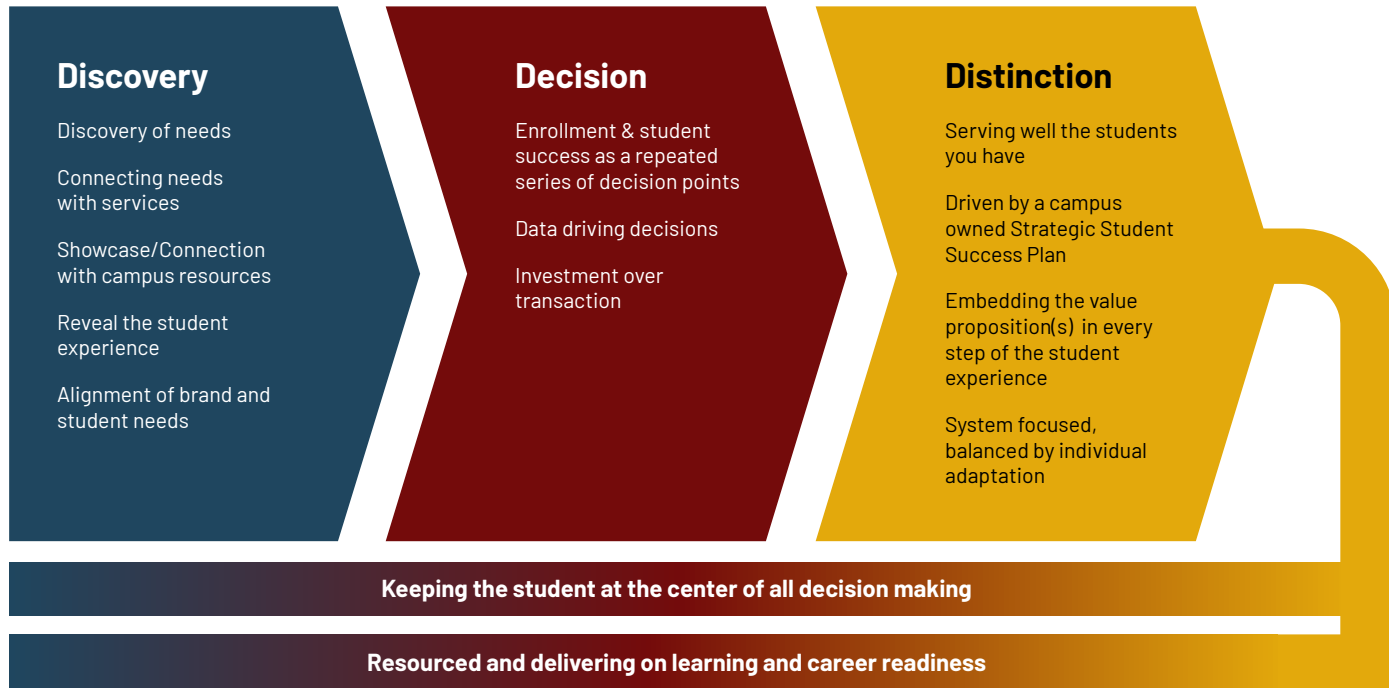 Discovery
Discovery of needs
Connecting needs
with services
Showcase/Connection
with campus resources
Reveal the student
experience
Alignment of brand and
student needs
Decision
Enrollment & student
success as a repeated
series of decision points
Data driving decisions
Investment over
transaction
Distinction
Serving well the students
you have
Driven by a campus
owned Strategic Student
Success Plan
Embedding the value
proposition(s) in every
step of the student
experience
System focused,
balanced by individual
adaptation
Keeping the student at the center of all decision making
Resourced and delivering on learning and career readiness